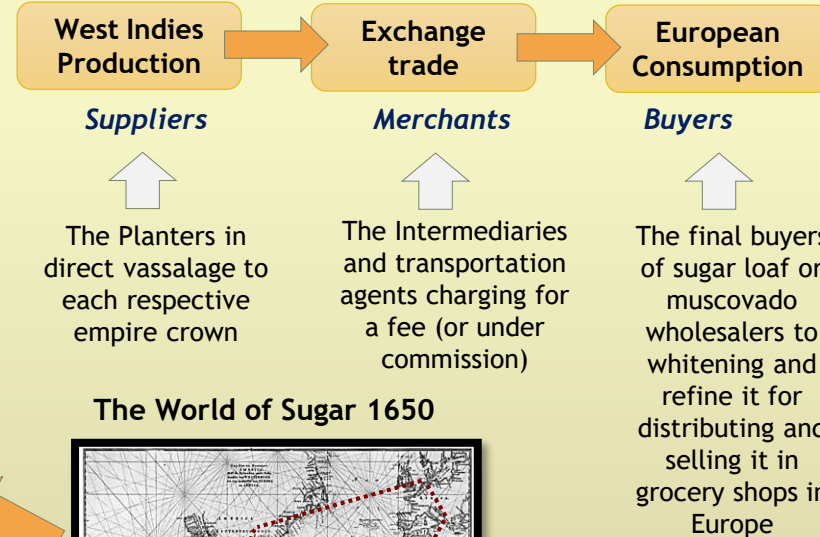 West Indies
Production
Exchange
trade
European
Consumption
Suppliers
Merchants
Buyers
The Planters in
direct vassalage to
each respective
empire crown
The Intermediaries
and transportation
agents charging for
a fee (or under
commission)
The final buyers
of sugar loaf or
muscovado
wholesalers to
whitening and
refine it for
distributing and
selling it in
grocery shops in
Europe
The World of Sugar 1650